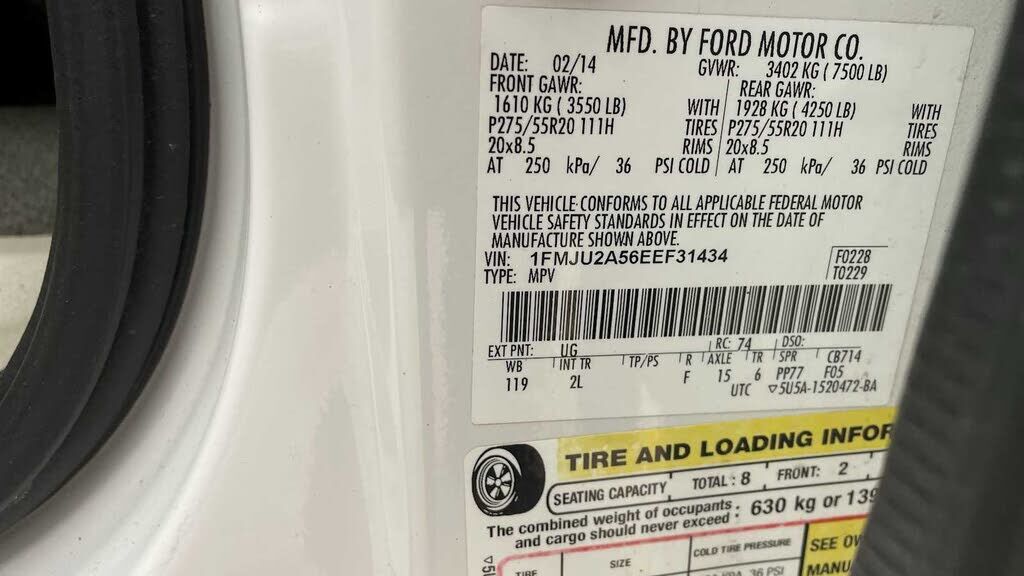 MFD. BY FORD MOTOR CO.
DATE: 02/14 GVWR: 3402 KG ( 7500 LB)
FRONT GAWR: REAR GAWR:
1610 KG ( 3550 LB) WITH 1928 KG ( 4250 LB) WITH
P275/55R20 111H TIRES P275/55R20 111H TIRES
20x8.5 RIMS 20x8.5 RIMS
AT 250 kPa/ 36 PSI COLD AT 250 kPa/ 36 PSI COLD
THIS VEHICLE CONFORMS TO ALL APPLICABLE FEDERAL MOTOR
VEHICLE SAFETY STANDARDS IN EFFECT ON THE DATE OF
MANUFACTURE SHOWN ABOVE.
VIN: 1FMJU2A56EEF31434 F0228
TYPE: MPV T0229
EXT PNT: UG RC: 74 DSO:
WB INT TR TP/PS R AXLE TR SPR CB714
119 2L F 15 6 PP77 F05
UTC ▽5U5A-1520472-BA
TIRE AND LOADING INFOR
SEATING CAPACITY TOTAL: 8 FRONT: 2
The combined weight of occupants
and cargo should never exceed : 630 kg or 139
TIRE SIZE COLD TIRE PRESSURE SEE OW
36 PSI MANU